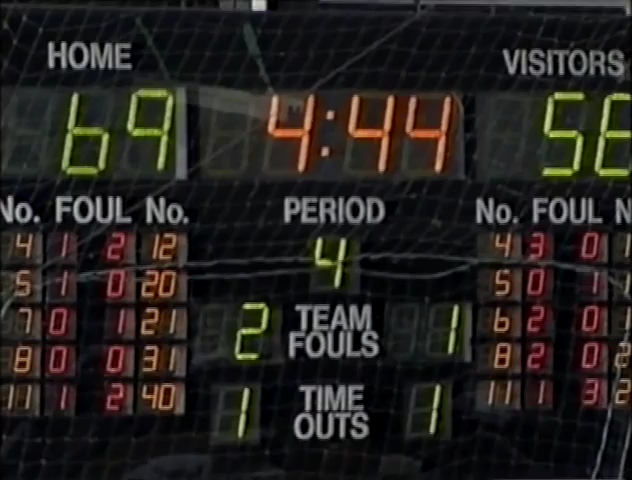 HOME VISITORS
69 4:44 5
No. FOUL No. PERIOD No. FOUL
4 1 2 12 4 4 3 0
5 1 0 20 5 0 1
7 0 1 21 2 TEAM FOULS 1 6 2 0
8 0 0 31 8 2 0
11 1 2 40 1 TIME OUTS 1 11 1 3